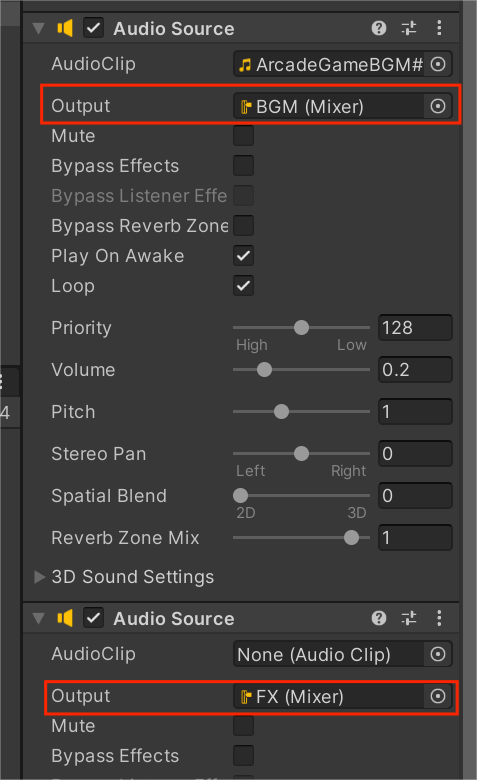 Audio Source
AudioClip ArcadeGameBGM#
Output BGM (Mixer)
Mute
Bypass Effects
Bypass Listener Effe
Bypass Reverb Zone
Play On Awake
Loop
Priority 128
High Low
Volume 0.2
4
Pitch 1
Stereo Pan 0
Left Right
Spatial Blend 0
2D 3D
Reverb Zone Mix 1
3D Sound Settings
Audio Source
AudioClip None (Audio Clip)
Output FX (Mixer)
Mute
Bypass Effects